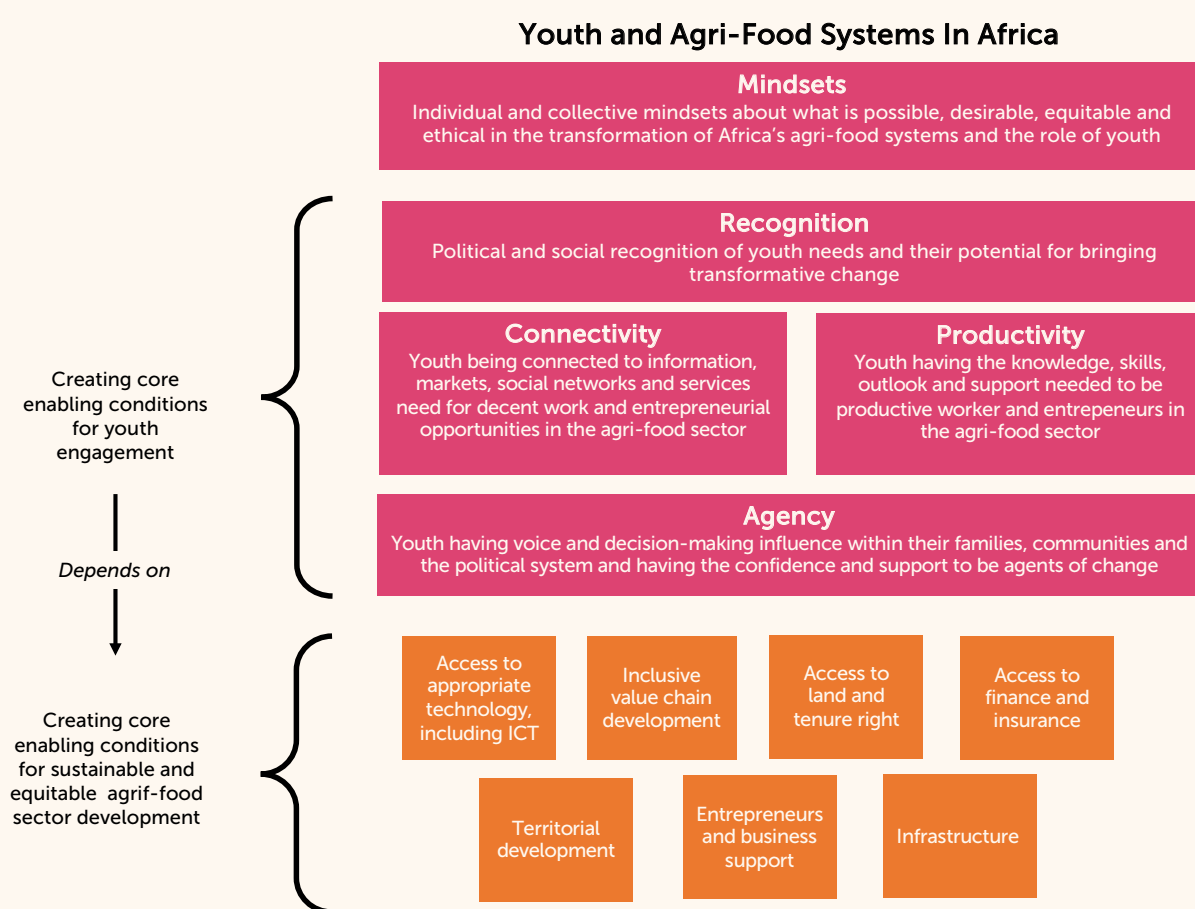 Youth and Agri-Food Systems In Africa
Mindsets
Individual and collective mindsets about what is possible, desirable, equitable and
ethical in the transformation of Africa's agri-food systems and the role of youth
Recognition
Political and social recognition of youth needs and their potential for bringing
transformative change
Connectivity
Youth being connected to information,
markets, social networks and services
need for decent work and entrepreneurial
opportunities in the agri-food sector
Productivity
Youth having the knowledge, skills,
outlook and support needed to be
productive worker and entrepeneurs in
the agri-food sector
Agency
Youth having voice and decision-making influence within their families, communities and
the political system and having the confidence and support to be agents of change
Creating core
enabling conditions
for youth
engagement
Depends on
Creating core
enabling conditions
for sustainable and
equitable agrif-food
sector development
Access to
appropriate
technology,
including ICT
Inclusive
value chain
development
Access to
land and
tenure right
Access to
finance and
insurance
Territorial
development
Entrepreneurs
and business
support
Infrastructure